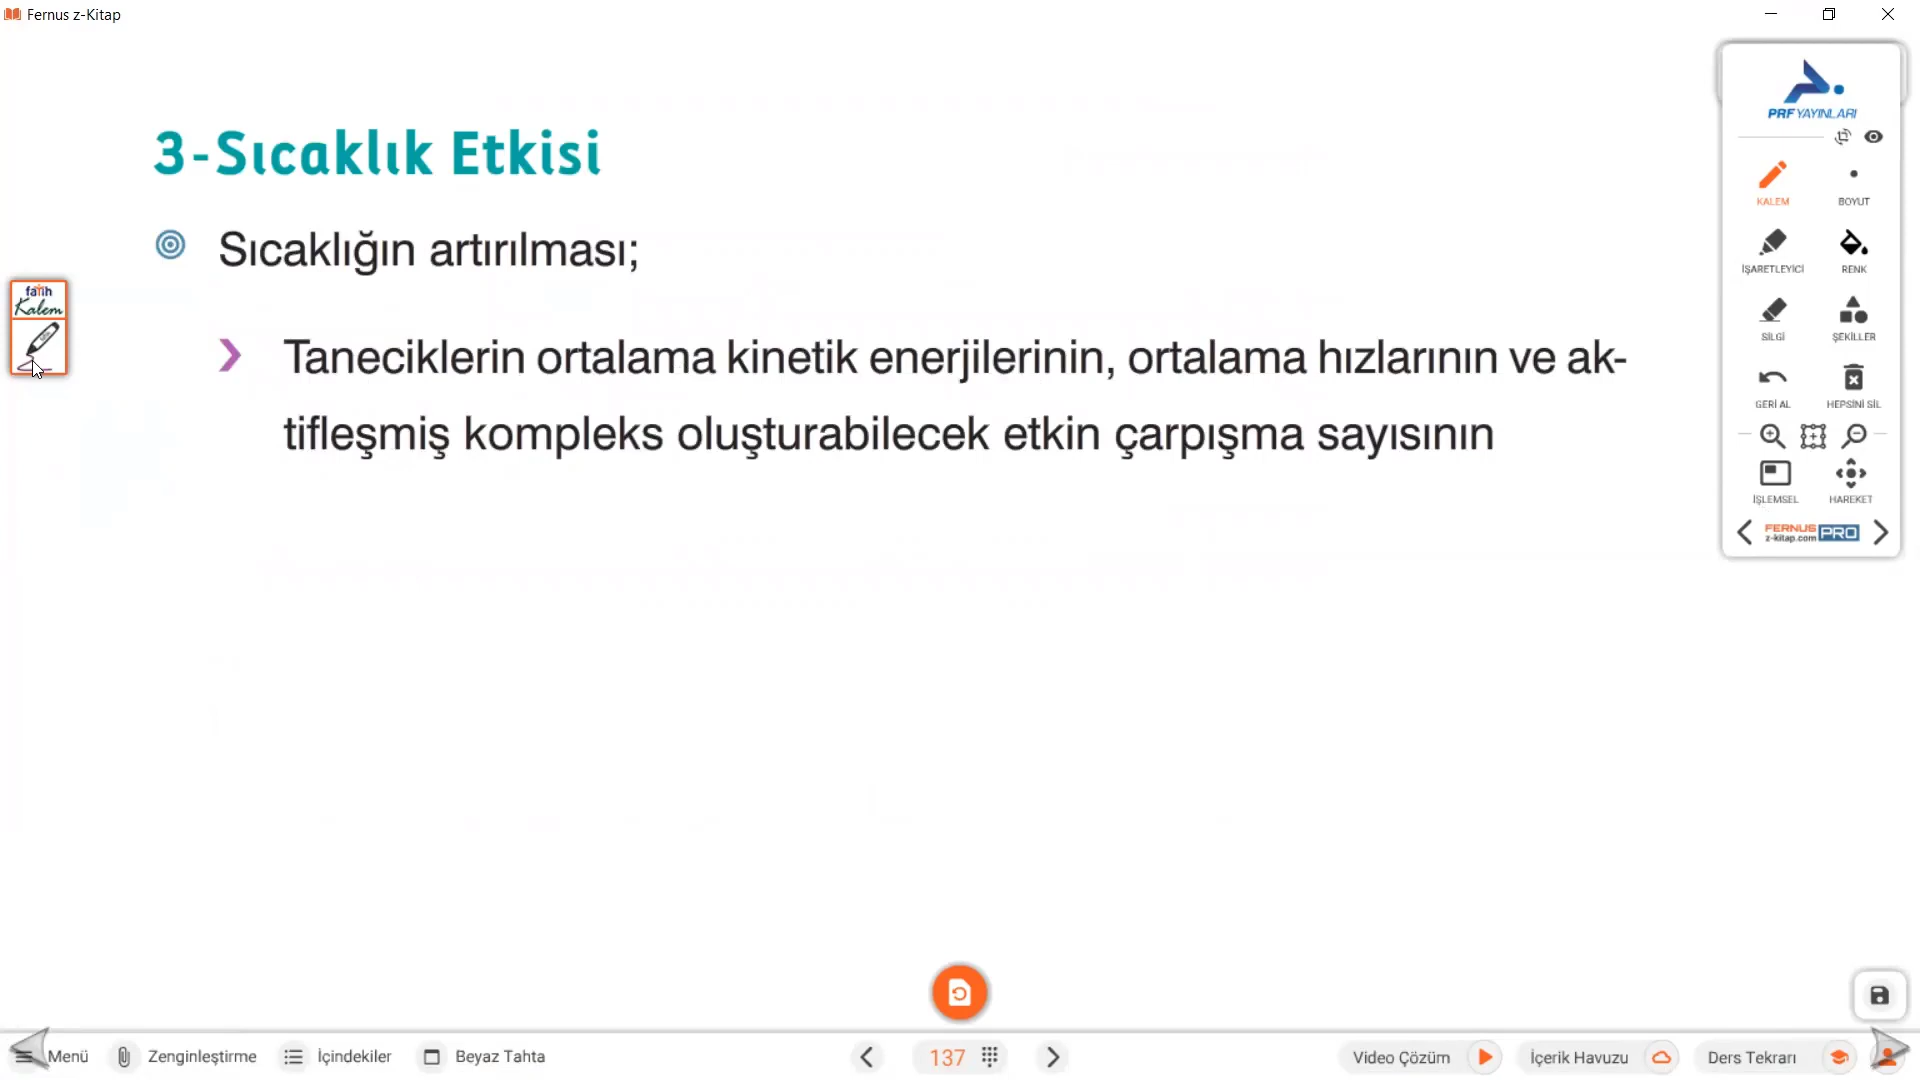 Fernus z-Kitap
PRF YAYINLARI
3-Sıcaklık Etkisi
KALEM
BOYUT
Sıcaklığın artırılması;
İŞARETLEYİCİ
RENK
fatih
Kalem
SİLGİ
ŞEKİLLER
Taneciklerin ortalama kinetik enerjilerinin, ortalama hızlarının ve ak-
tifleşmiş kompleks oluşturabilecek etkin çarpışma sayısının
GERİ AL
HEPSİNİ SİL
İŞLEMSEL
HAREKET
FERNUS PRO
z-kitap.com
Menü
Zenginleştirme
İçindekiler
Beyaz Tahta
137
Video Çözüm
İçerik Havuzu
Ders Tekrarı